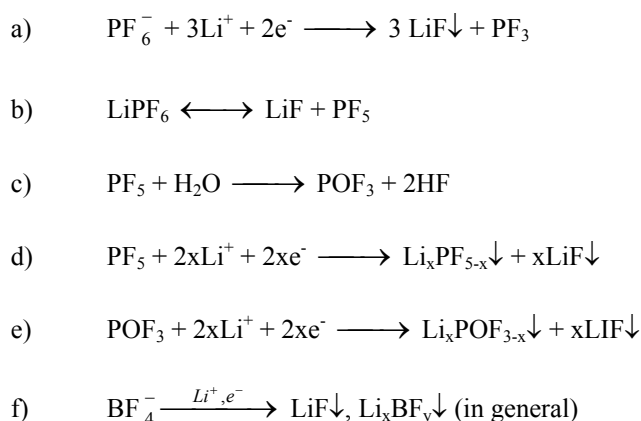 a) PF₆⁻ + 3Li⁺ + 2e⁻ ⟶ 3 LiF↓ + PF₃
b) LiPF₆ ⟷ LiF + PF₅
c) PF₅ + H₂O ⟶ POF₃ + 2HF
d) PF₅ + 2xLi⁺ + 2xe⁻ ⟶ LiₓPF₅₋ₓ↓ + xLiF↓
e) POF₃ + 2xLi⁺ + 2xe⁻ ⟶ LiₓPOF₃₋ₓ↓ + xLIF↓
f) BF₄⁻ —Li⁺,e⁻→ LiF↓, LiₓBFᵧ↓ (in general)